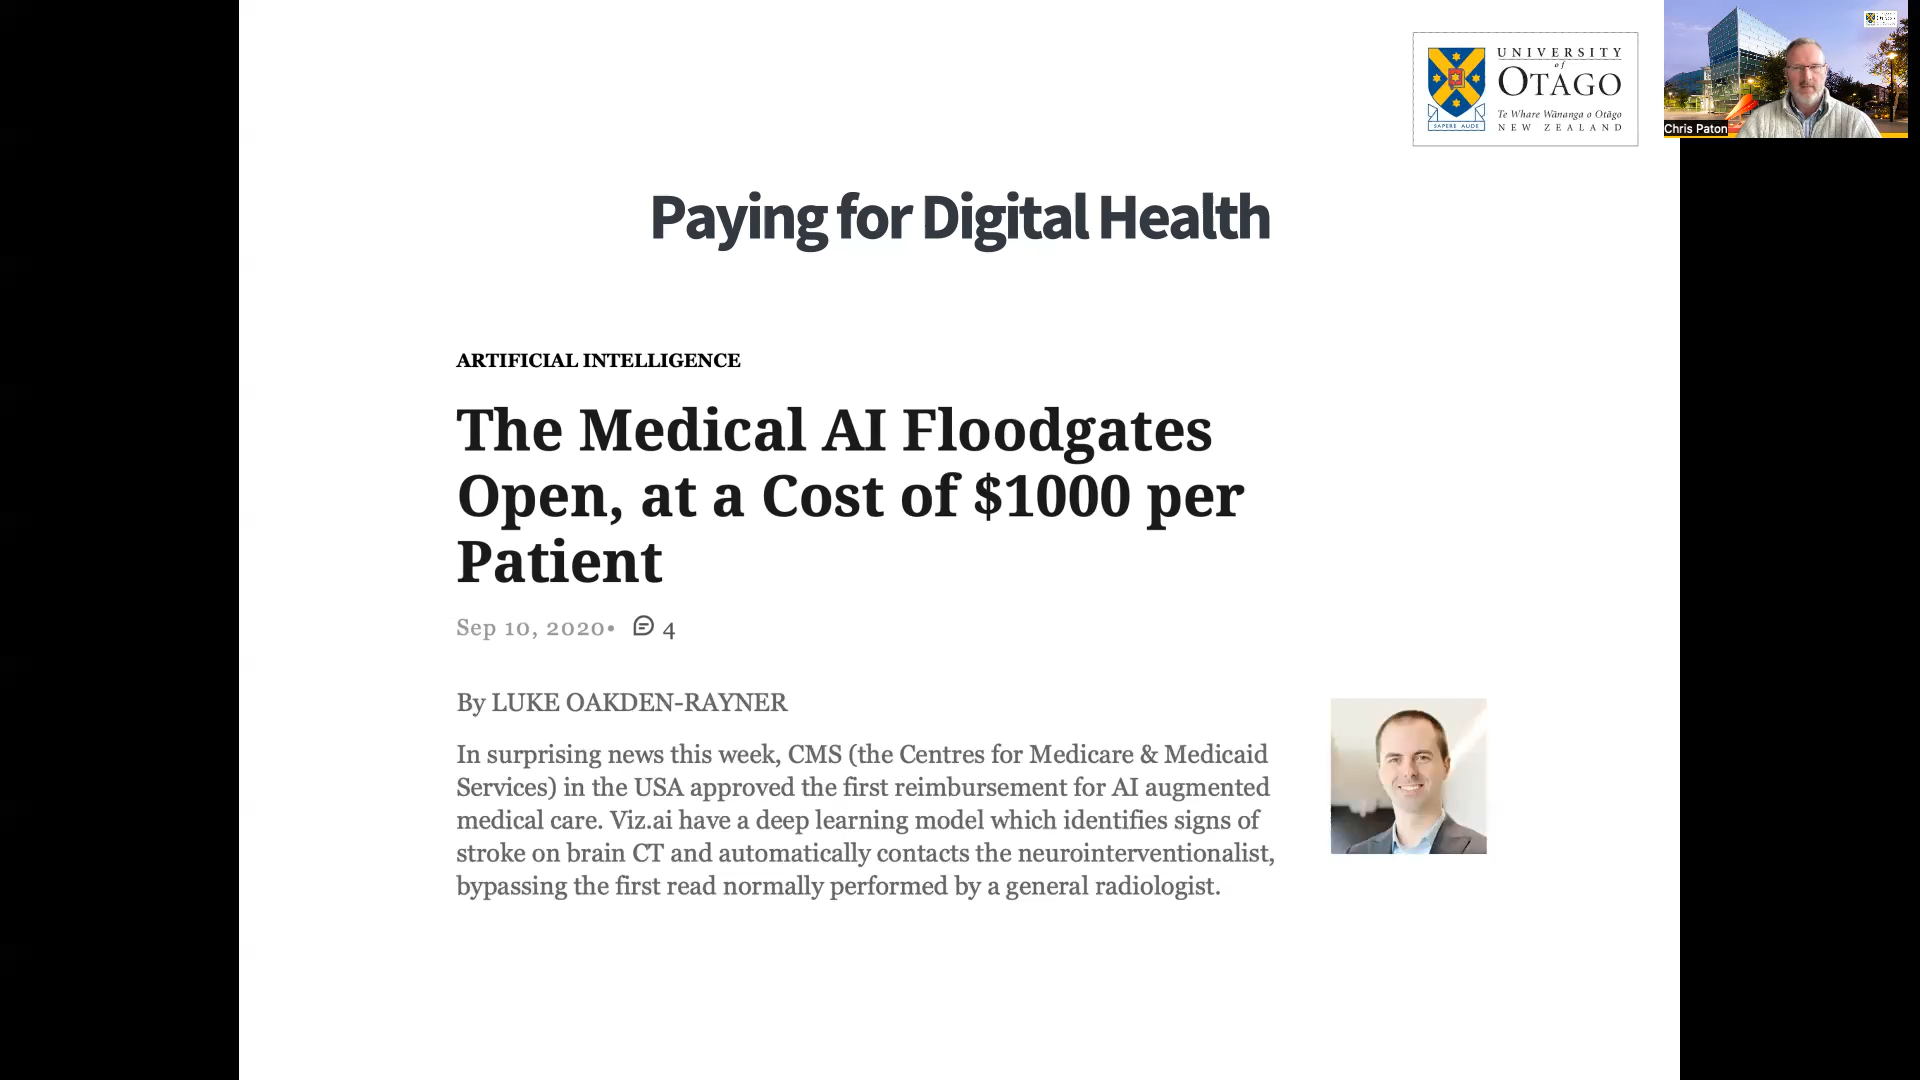 UNIVERSITY
of
OTAGO
Te Whare Wānanga o Otāgo
NEW ZEALAND
SAPERE AUDE
Chris Paton
Paying for Digital Health
ARTIFICIAL INTELLIGENCE
The Medical AI Floodgates
Open, at a Cost of $1000 per
Patient
Sep 10, 2020• 4
By LUKE OAKDEN-RAYNER
In surprising news this week, CMS (the Centres for Medicare & Medicaid
Services) in the USA approved the first reimbursement for AI augmented
medical care. Viz.ai have a deep learning model which identifies signs of
stroke on brain CT and automatically contacts the neurointerventionalist,
bypassing the first read normally performed by a general radiologist.